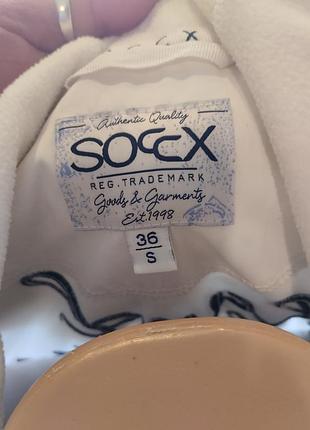 Authentic Quality
SOCCX
REG. TRADEMARK
Goods & Garments
Est. 1998
36
S